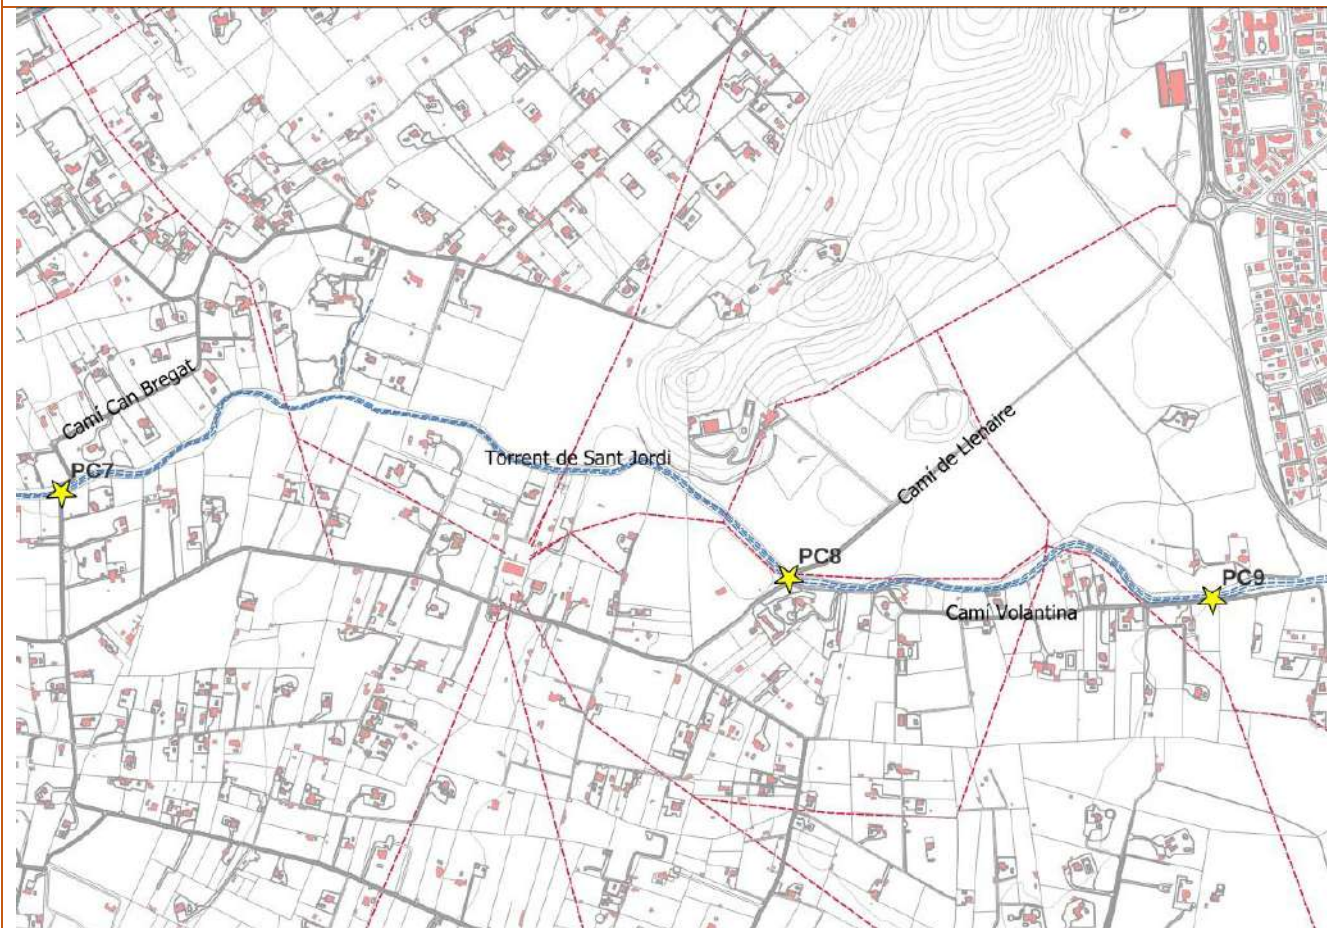 Camí Can Bregat
PC7
Torrent de Sant Jordi
Camí de Llenaire
PC8
PC9
Camí Volantina